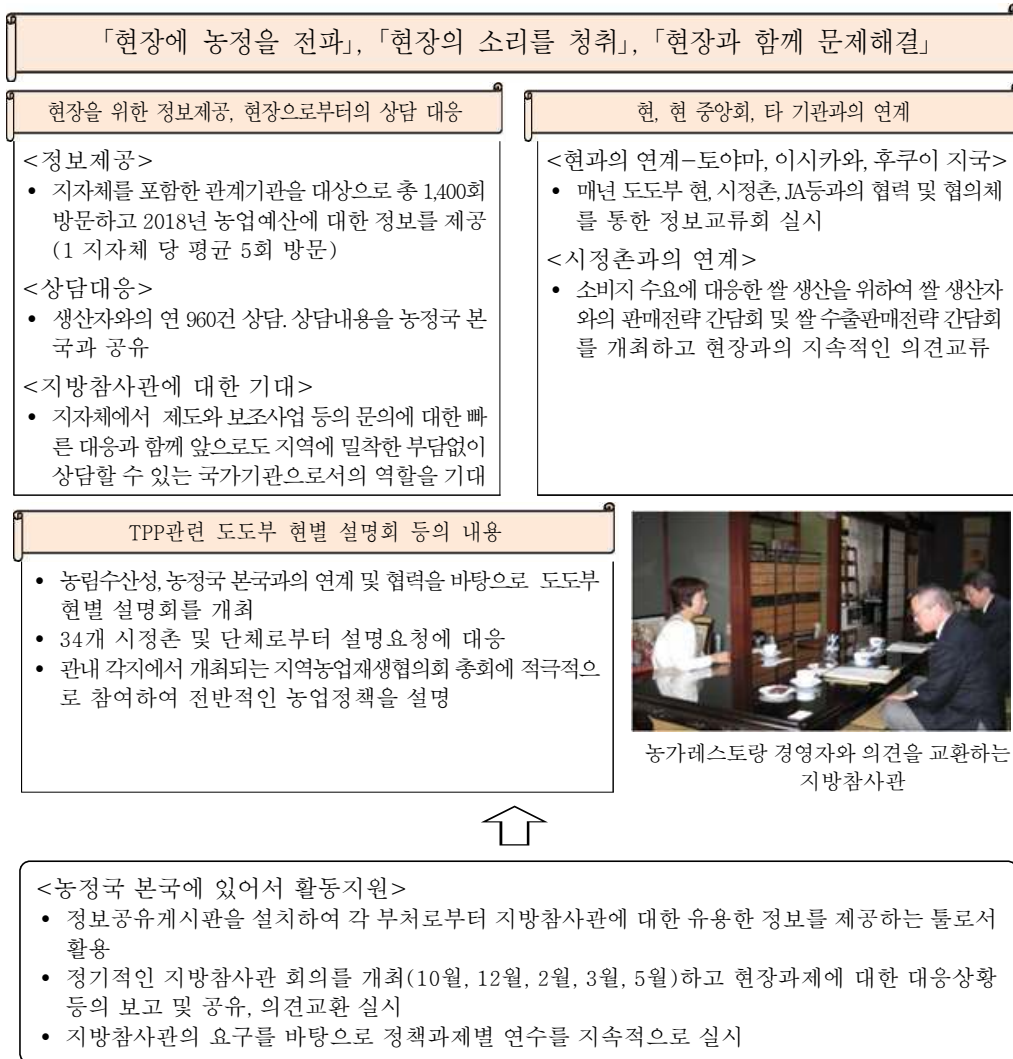 「현장에 농정을 전파」, 「현장의 소리를 청취」, 「현장과 함께 문제해결」
현장을 위한 정보제공, 현장으로부터의 상담 대응
<정보제공>
• 지자체를 포함한 관계기관을 대상으로 총 1,400회
방문하고 2018년 농업예산에 대한 정보를 제공
(1 지자체 당 평균 5회 방문)
<상담대응>
• 생산자와의 연 960건 상담. 상담내용을 농정국 본
국과 공유
<지방참사관에 대한 기대>
• 지자체에서 제도와 보조사업 등의 문의에 대한 빠
른 대응과 함께 앞으로도 지역에 밀착한 부담없이
상담할 수 있는 국가기관으로서의 역할을 기대
현, 현 중앙회, 타 기관과의 연계
<현과의 연계-토야마, 이시카와, 후쿠이 지국>
• 매년 도도부 현, 시정촌, JA등과의 협력 및 협의체
를 통한 정보교류회 실시
<시정촌과의 연계>
• 소비지 수요에 대응한 쌀 생산을 위하여 쌀 생산자
와의 판매전략 간담회 및 쌀 수출판매전략 간담회
를 개최하고 현장과의 지속적인 의견교류
TPP관련 도도부 현별 설명회 등의 내용
• 농림수산성, 농정국 본국과의 연계 및 협력을 바탕으로 도도부
현별 설명회를 개최
• 34개 시정촌 및 단체로부터 설명요청에 대응
• 관내 각지에서 개최되는 지역농업재생협의회 총회에 적극적으
로 참여하여 전반적인 농업정책을 설명
농가레스토랑 경영자와 의견을 교환하는
지방참사관
<농정국 본국에 있어서 활동지원>
• 정보공유게시판을 설치하여 각 부처로부터 지방참사관에 대한 유용한 정보를 제공하는 툴로서
활용
• 정기적인 지방참사관 회의를 개최(10월, 12월, 2월, 3월, 5월)하고 현장과제에 대한 대응상황
등의 보고 및 공유, 의견교환 실시
• 지방참사관의 요구를 바탕으로 정책과제별 연수를 지속적으로 실시